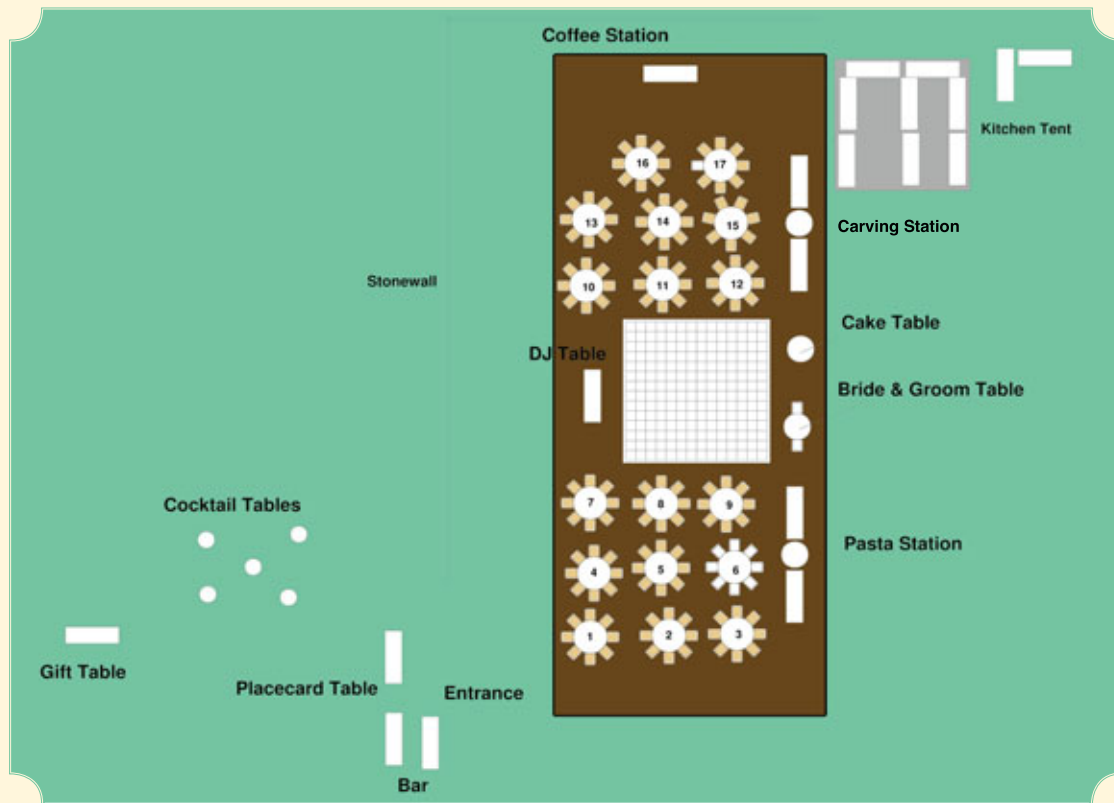 Coffee Station
Kitchen Tent
16
17
Carving Station
13
14
15
Stonewall
10
11
12
Cake Table
DJ Table
Bride & Groom Table
7
8
9
Cocktail Tables
Pasta Station
4
5
6
1
2
3
Gift Table
Placecard Table
Entrance
Bar